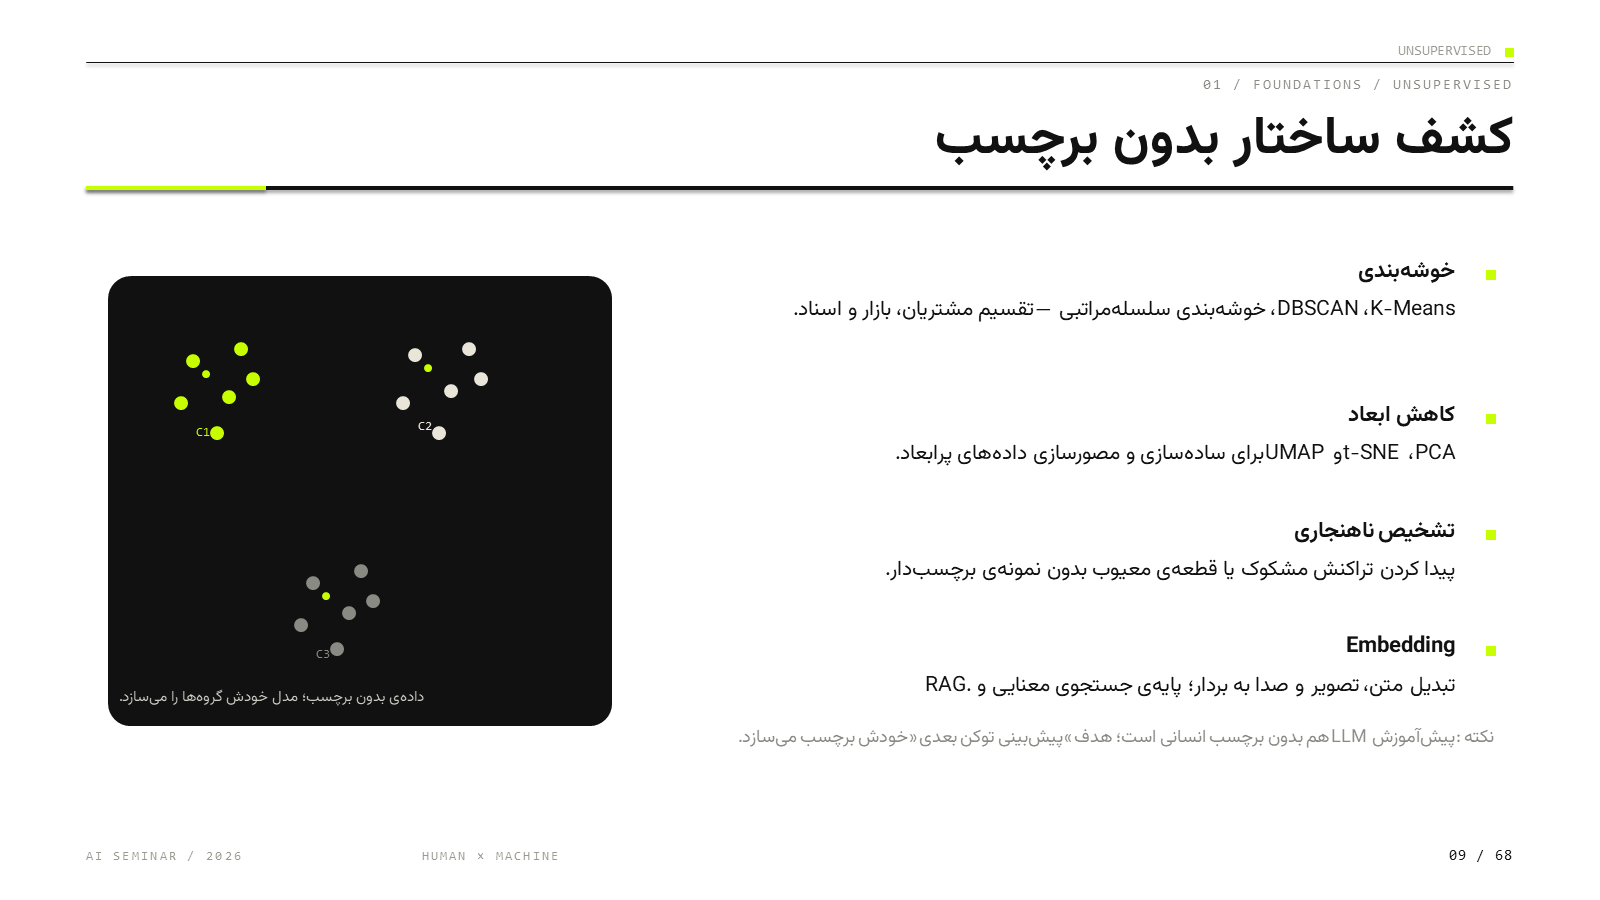 UNSUPERVISED
01 / FOUNDATIONS / UNSUPERVISED
کشف ساختار بدون برچسب
خوشه‌بندی
K-Means، DBSCAN، خوشه‌بندی سلسله‌مراتبی — تقسیم مشتریان، بازار و اسناد.
کاهش ابعاد
PCA، t-SNE و UMAP برای ساده‌سازی و مصورسازی داده‌های پرابعاد.
تشخیص ناهنجاری
پیدا کردن تراکنش مشکوک یا قطعه‌ی معیوب بدون نمونه‌ی برچسب‌دار.
Embedding
تبدیل متن، تصویر و صدا به بردار؛ پایه‌ی جستجوی معنایی و RAG.
نکته: پیش‌آموزش LLM هم بدون برچسب انسانی است؛ هدف «پیش‌بینی توکن بعدی» خودش برچسب می‌سازد.
C1
C2
C3
داده‌ی بدون برچسب؛ مدل خودش گروه‌ها را می‌سازد.
AI SEMINAR / 2026
HUMAN × MACHINE
09 / 68